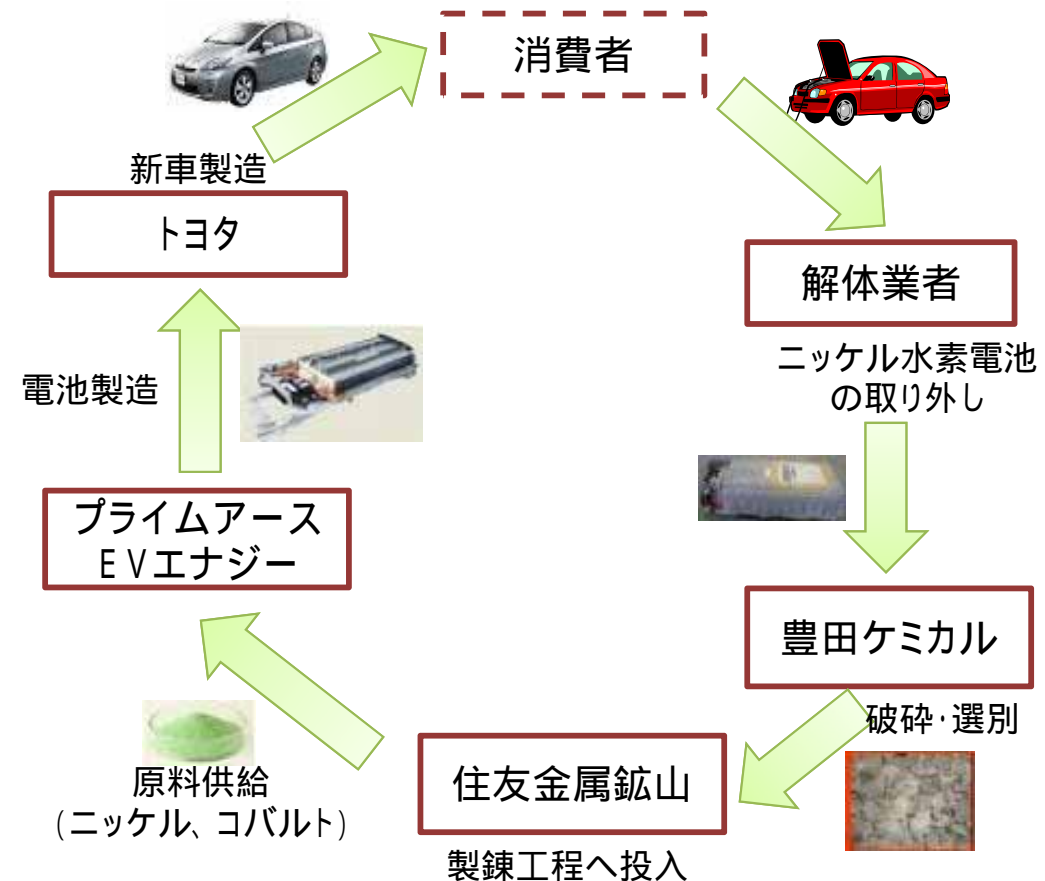 消費者
新車製造
トヨタ
解体業者
ニッケル水素電池
の取り外し
電池製造
プライムアース
EVエナジー
豊田ケミカル
破砕・選別
住友金属鉱山
原料供給
(ニッケル、コバルト)
製錬工程へ投入